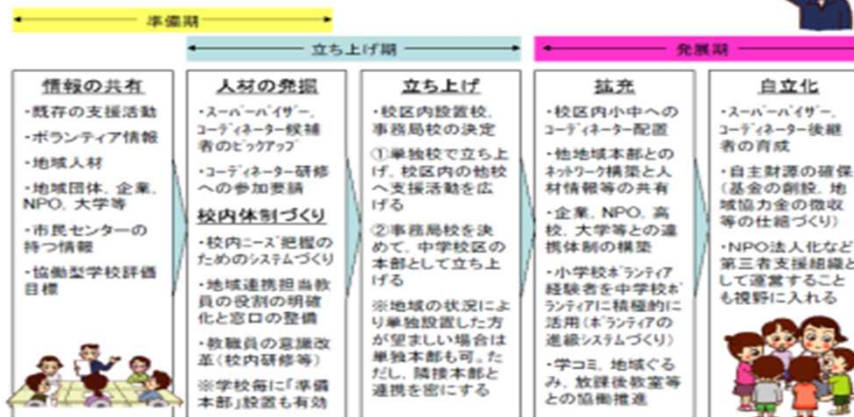 準備期
立ち上げ期
発展期
情報の共有
・既存の支援活動
・ボランティア情報
・地域人材
・地域団体、企業、
NPO、大学等
・市民センターの
持つ情報
・協働型学校評価
目標
人材の発掘
・スーパーバイザー、
コーディネーター候補
者のピックアップ
・コーディネーター研修
への参加要請
校内体制づくり
・校内ニーズ把握の
ためのシステムづくり
・地域連携担当教
員の役割の明確
化と窓口の整備
・教職員の意識改
革(校内研修等)
※学校毎に「準備
本部」設置も有効
立ち上げ
・校区内設置校、
事務局校の決定
①単独校で立ち上
げ、校区内の他校
へ支援活動を広
げる
②事務局校を決
めて、中学校区の
本部として立ち上
げる
※地域の状況によ
り単独設置した方
が望ましい場合は
単独本部も可。た
だし、隣接本部と
連携を密にする
拡充
・校区内小中への
コーディネーター配置
・他地域本部との
ネットワーク構築と人
材情報等の共有
・企業、NPO、高
校、大学等との連
携体制の構築
・小学校ボランティア
経験者を中学校ボ
ランティアに積極的に
活用(ボランティアの
進級システムづくり)
・学コミ、地域ぐる
み、放課後教室等
との協働推進
自立化
・スーパーバイザー、
コーディネーター後継
者の育成
・自主財源の確保
(基金の創設、地
域協力金の徴収
等の仕組づくり)
・NPO法人化など
第三者支援組織と
して運営すること
も視野に入れる